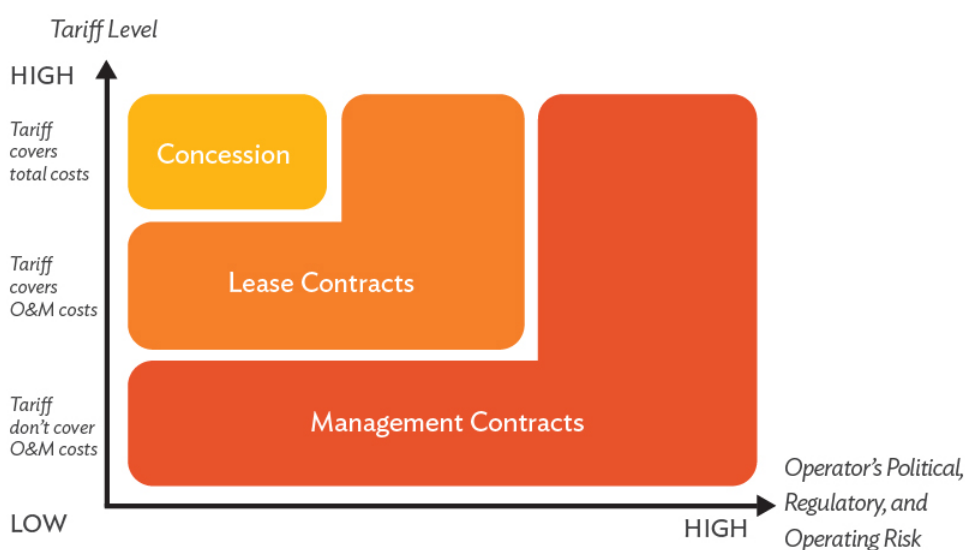 Tariff Level
HIGH
Tariff
covers
total costs
Concession
Tariff
covers
O&M costs
Lease Contracts
Tariff
don't cover
O&M costs
Management Contracts
LOW
HIGH
Operator's Political,
Regulatory, and
Operating Risk